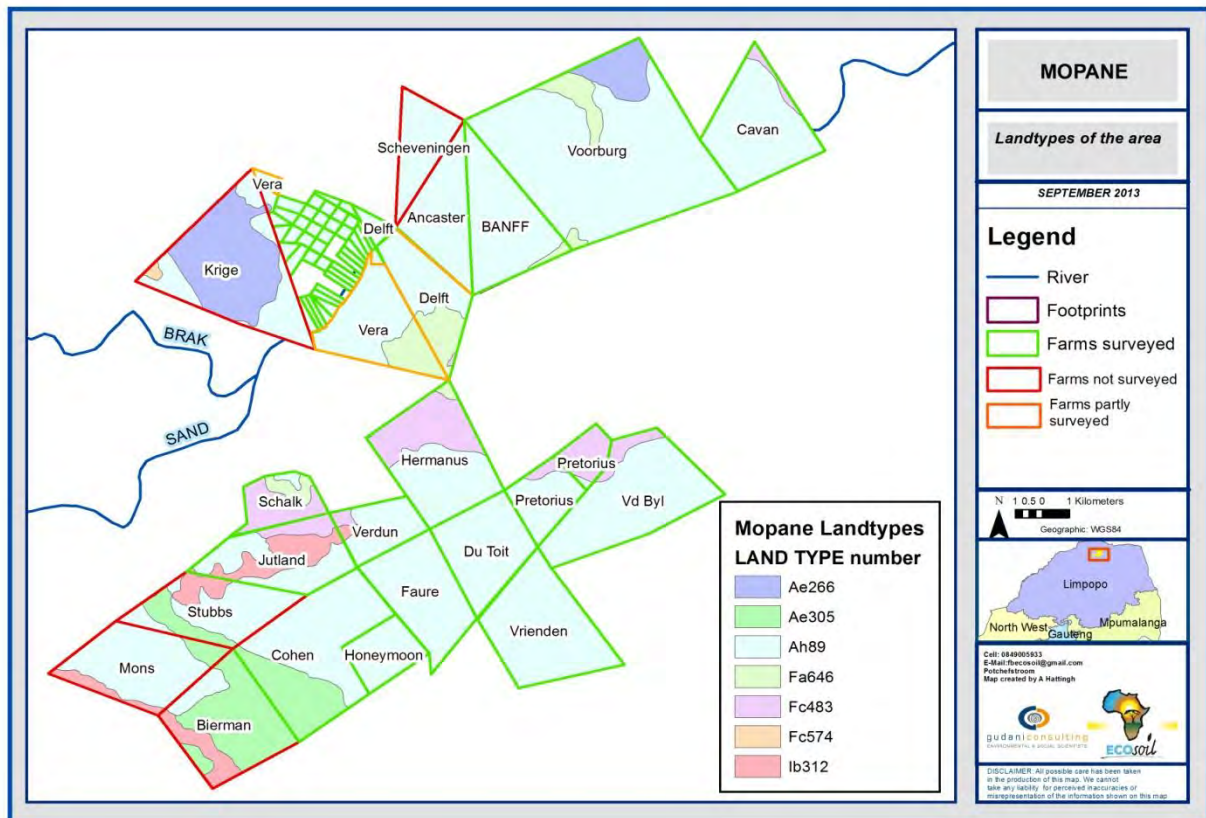 MOPANE
Landtypes of the area
SEPTEMBER 2013
Legend
River
Footprints
Farms surveyed
Farms not surveyed
Farms partly
surveyed
N
1 0.5 0 1 Kilometers
Geographic: WGS84
Limpopo
North West
Gauteng
Mpumalanga
Cell: 0849005933
E-Mail:fbecosoil@gmail.com
Potchefstroom
Map created by A Hattingh
gudaniconsulting
ENVIRONMENTAL & SOCIAL SCIENTISTS
ECOsoil
DISCLAIMER: All possible care has been taken
in the production of this map. We cannot
take any liability for perceived inaccuracies or
misrepresentation of the information shown on this map
Cavan
Voorburg
Scheveningen
Vera
Ancaster
BANFF
Delft
Krige
Delft
Vera
BRAK
SAND
Hermanus
Pretorius
Schalk
Pretorius
Vd Byl
Verdun
Jutland
Du Toit
Faure
Stubbs
Vrienden
Cohen
Honeymoon
Mons
Bierman
Mopane Landtypes
LAND TYPE number
Ae266
Ae305
Ah89
Fa646
Fc483
Fc574
Ib312